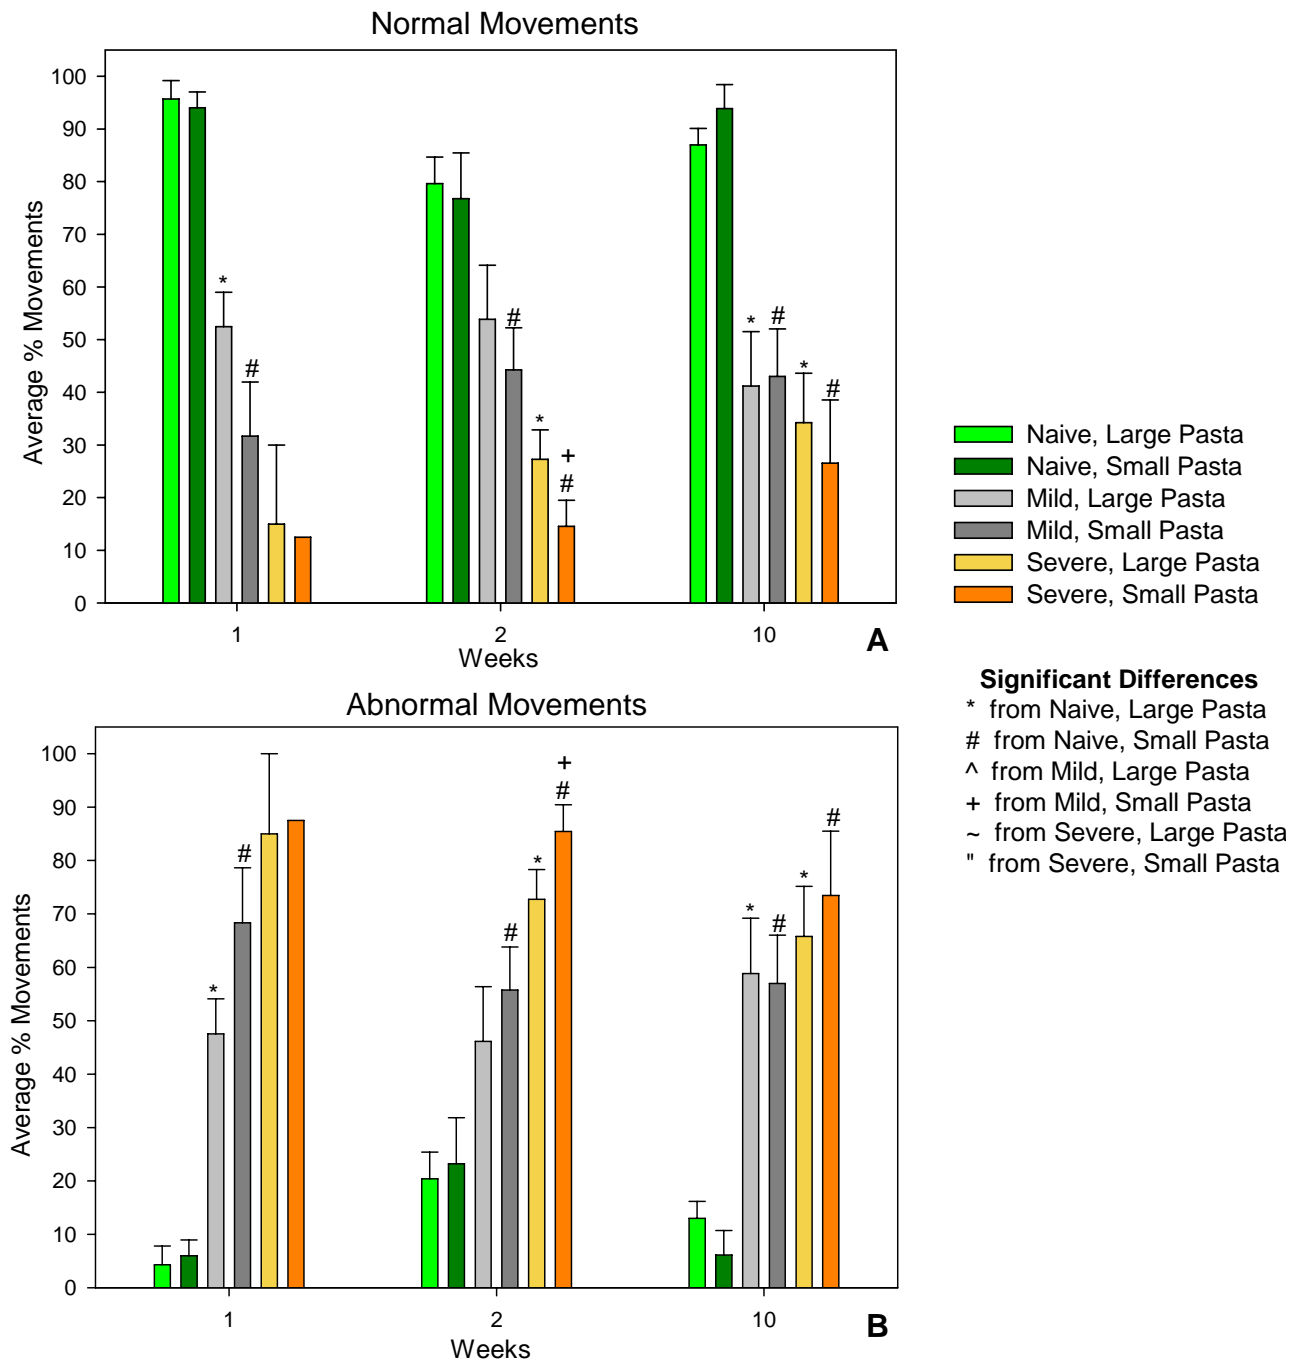 Normal Movements
100
90
80
70
60
50
40
30
20
10
0
Average % Movements
*
#
#
*
+
#
*
#
*
#
1
2
10
Weeks
A
Naive, Large Pasta
Naive, Small Pasta
Mild, Large Pasta
Mild, Small Pasta
Severe, Large Pasta
Severe, Small Pasta
Significant Differences
* from Naive, Large Pasta
# from Naive, Small Pasta
^ from Mild, Large Pasta
+ from Mild, Small Pasta
~ from Severe, Large Pasta
" from Severe, Small Pasta
Abnormal Movements
100
90
80
70
60
50
40
30
20
10
0
Average % Movements
*
#
#
*
+
#
*
#
*
#
1
2
10
Weeks
B